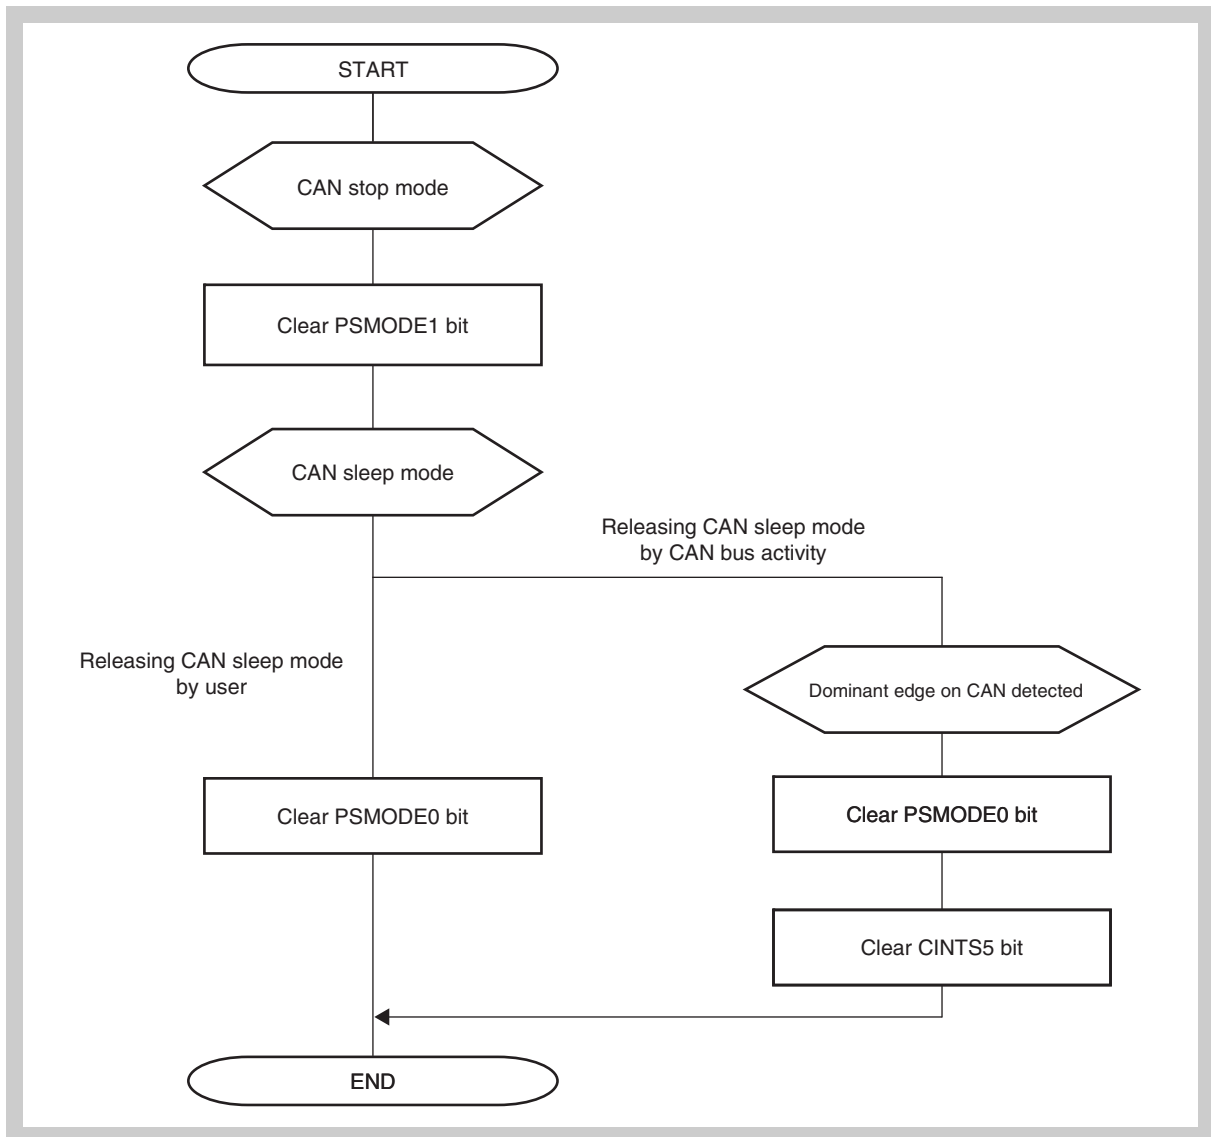 START
CAN stop mode
Clear PSMODE1 bit
CAN sleep mode
Releasing CAN sleep mode
by CAN bus activity
Releasing CAN sleep mode
by user
Dominant edge on CAN detected
Clear PSMODE0 bit
Clear PSMODE0 bit
Clear CINTS5 bit
END